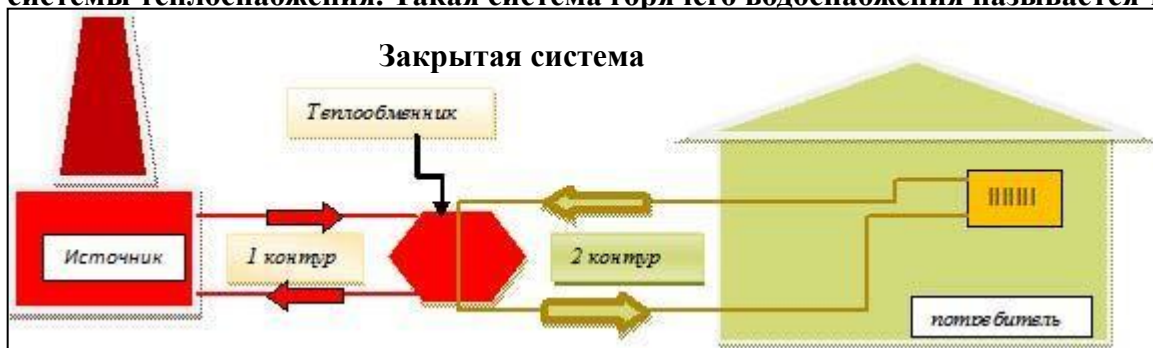 системы теплоснабжения. Такая система горячего водоснабжения называется
Закрытая система
Теплообменник
Источник
1 контур
2 контур
потребитель